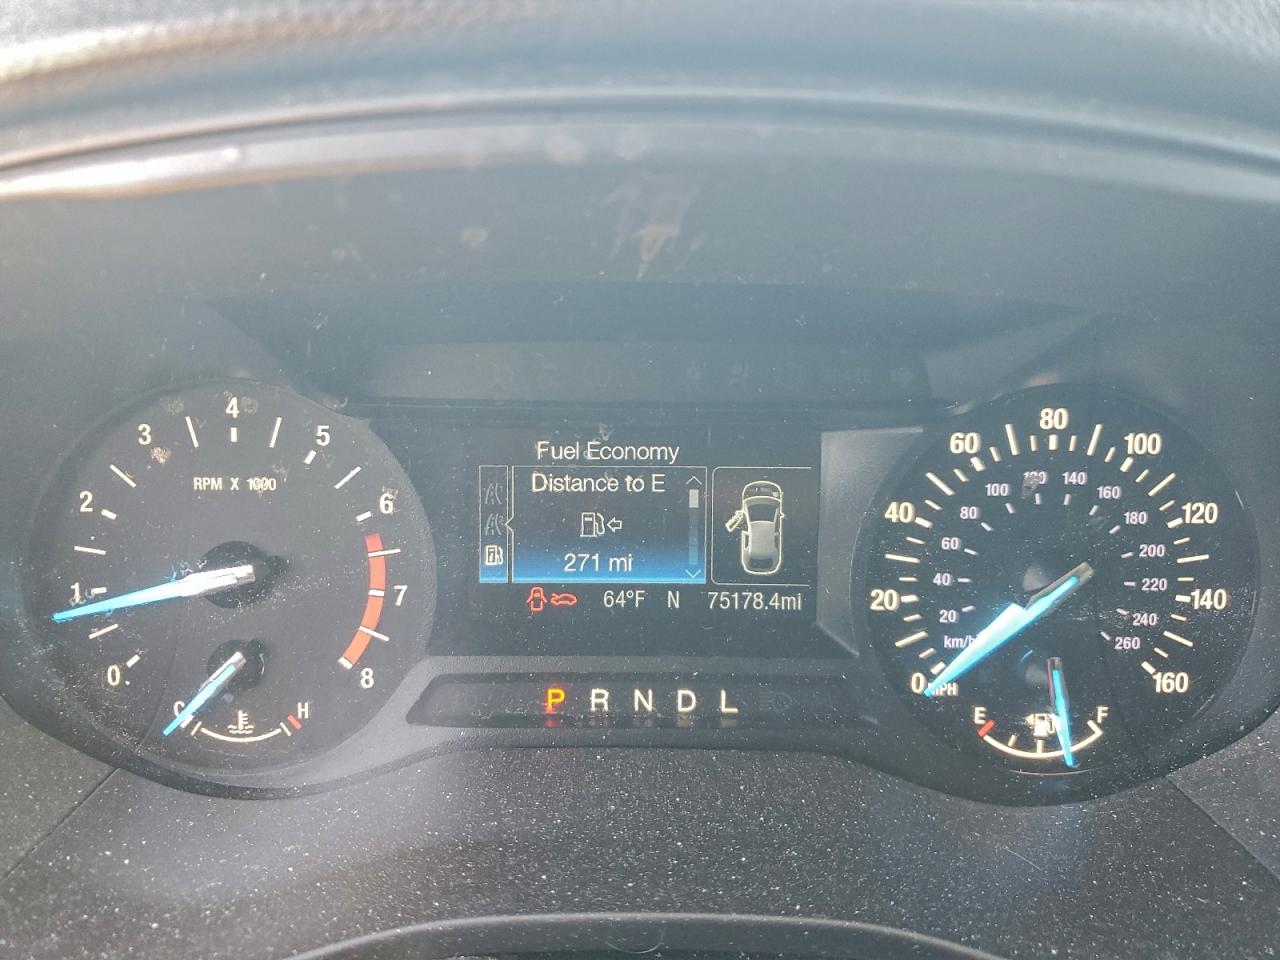 Fuel Economy
Distance to E
271 mi
64°F N 75178.4mi
P R N D L
RPM X 1000
0 1 2 3 4 5 6 7 8
C H
0 20 40 60 80 100 120 140 160
MPH
20 40 60 80 100 120 140 160 180 200 220 240 260
km/h
E F